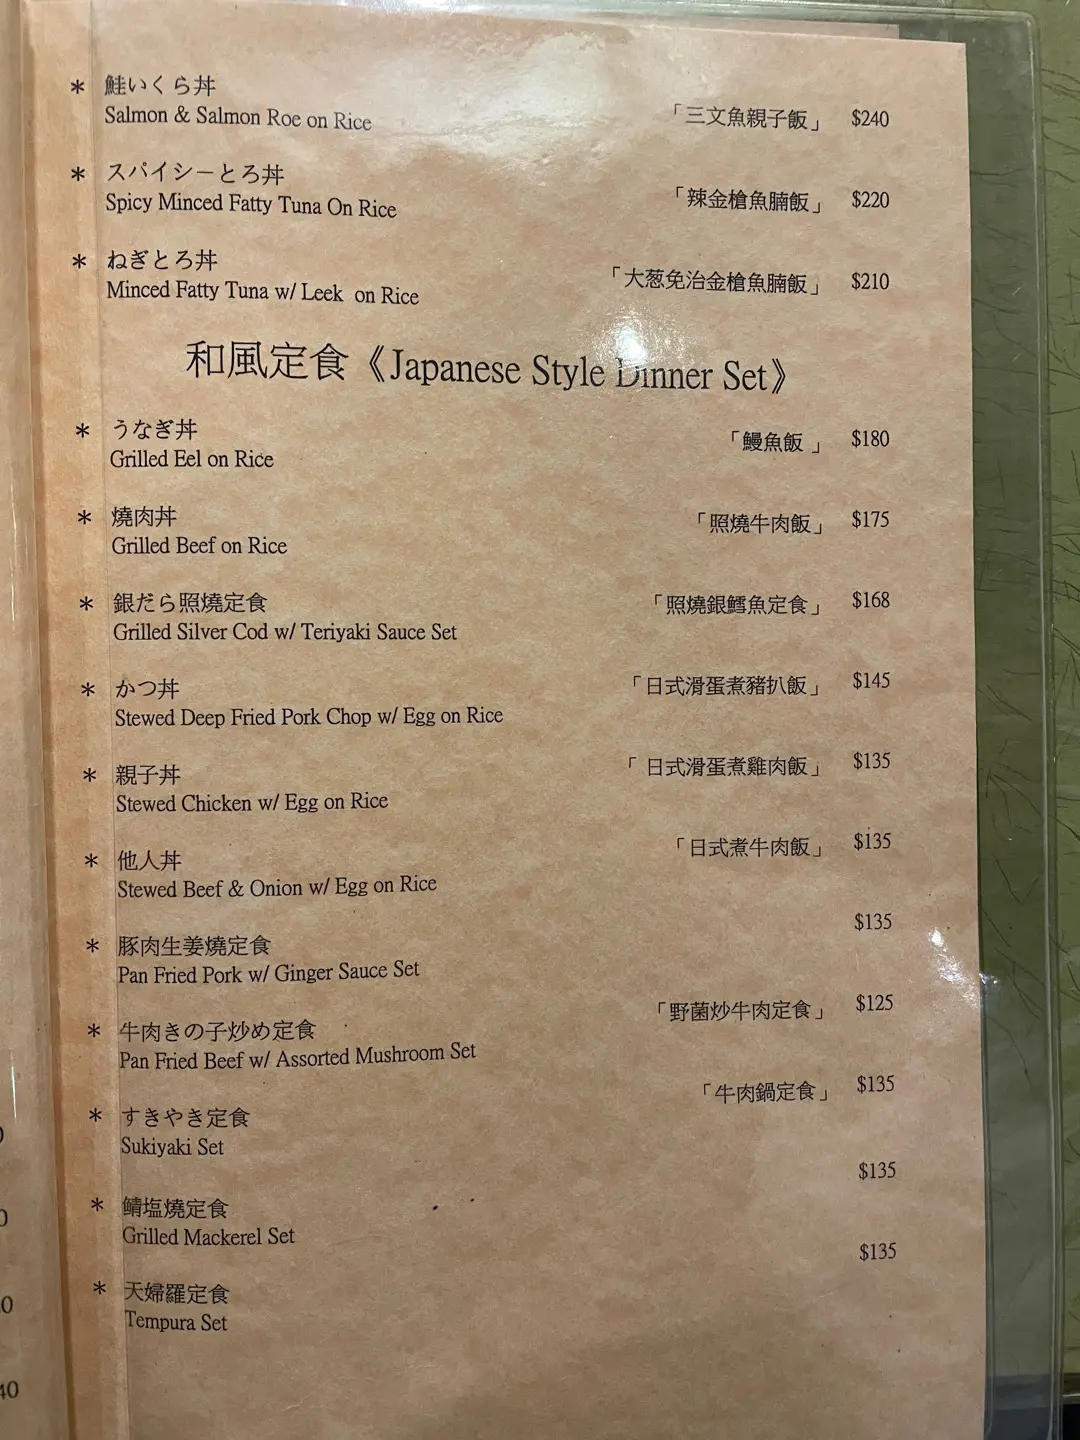 * 鮭いくら丼
Salmon & Salmon Roe on Rice 「三文魚親子飯」 $240
* スパイシーとろ丼
Spicy Minced Fatty Tuna On Rice 「辣金槍魚腩飯」 $220
* ねぎとろ丼
Minced Fatty Tuna w/ Leek on Rice 「大葱免治金槍魚腩飯」 $210
和風定食《Japanese Style Dinner Set》
* うなぎ丼
Grilled Eel on Rice 「鰻魚飯 」 $180
* 燒肉丼
Grilled Beef on Rice 「照燒牛肉飯」 $175
* 銀だら照燒定食
Grilled Silver Cod w/ Teriyaki Sauce Set 「照燒銀鱈魚定食」 $168
* かつ丼
Stewed Deep Fried Pork Chop w/ Egg on Rice 「日式滑蛋煮豬扒飯」 $145
* 親子丼
Stewed Chicken w/ Egg on Rice 「 日式滑蛋煮雞肉飯」 $135
* 他人丼
Stewed Beef & Onion w/ Egg on Rice 「日式煮牛肉飯」 $135
* 豚肉生姜燒定食
Pan Fried Pork w/ Ginger Sauce Set $135
* 牛肉きの子炒め定食
Pan Fried Beef w/ Assorted Mushroom Set 「野菌炒牛肉定食」 $125
* すきやき定食
Sukiyaki Set 「牛肉鍋定食」 $135
* 鯖塩燒定食
Grilled Mackerel Set $135
* 天婦羅定食
Tempura Set $135